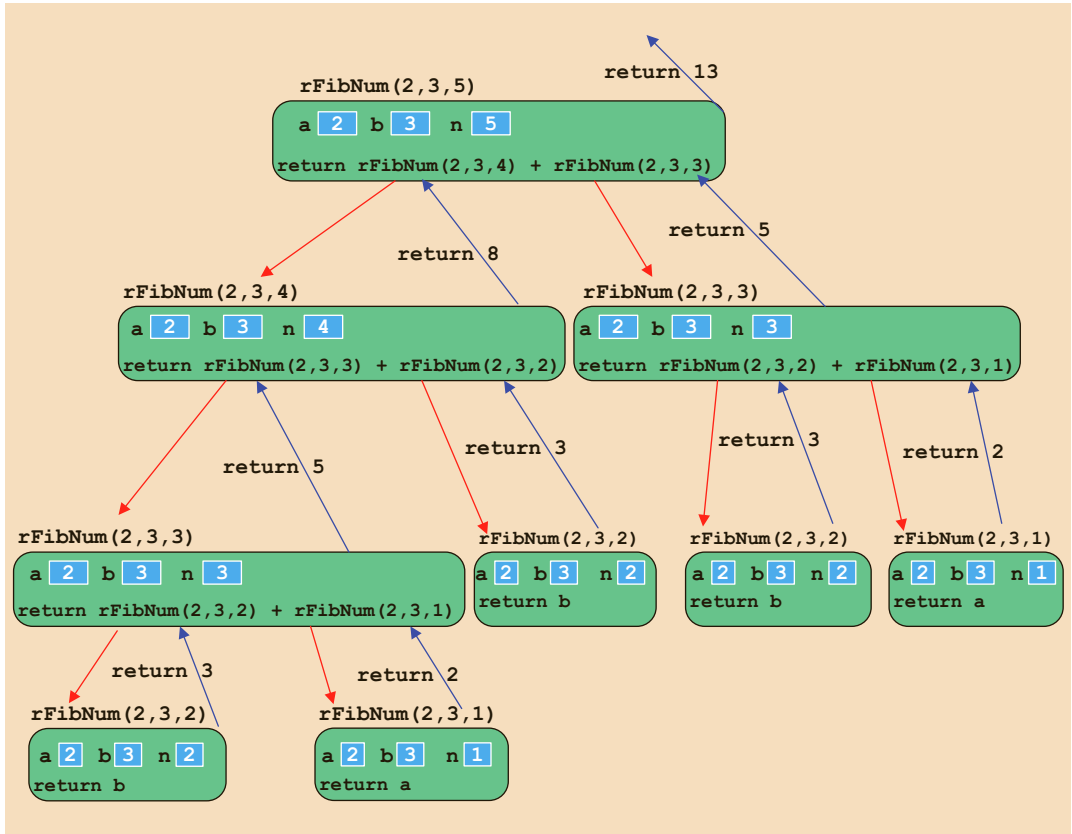 return 13
rFibNum(2,3,5)
a 2 b 3 n 5
return rFibNum(2,3,4) + rFibNum(2,3,3)
return 8
return 5
rFibNum(2,3,4)
a 2 b 3 n 4
return rFibNum(2,3,3) + rFibNum(2,3,2)
rFibNum(2,3,3)
a 2 b 3 n 3
return rFibNum(2,3,2) + rFibNum(2,3,1)
return 5
return 3
return 3
return 2
rFibNum(2,3,3)
a 2 b 3 n 3
return rFibNum(2,3,2) + rFibNum(2,3,1)
rFibNum(2,3,2)
a 2 b 3 n 2
return b
rFibNum(2,3,2)
a 2 b 3 n 2
return b
rFibNum(2,3,1)
a 2 b 3 n 1
return a
return 3
return 2
rFibNum(2,3,2)
a 2 b 3 n 2
return b
rFibNum(2,3,1)
a 2 b 3 n 1
return a